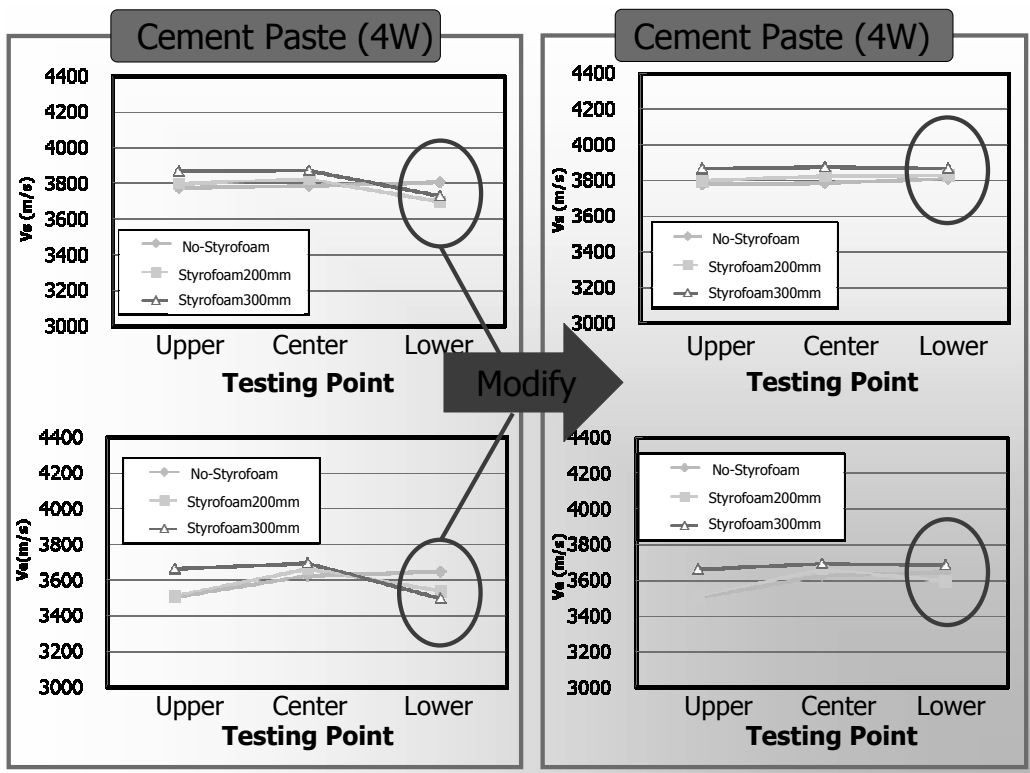 Cement Paste (4W)
4400
4200
4000
3800
3600
3400
3200
3000
Vs (m/s)
No-Styrofoam
Styrofoam200mm
Styrofoam300mm
Upper Center Lower
Testing Point
4400
4200
4000
3800
3600
3400
3200
3000
Va(m/s)
No-Styrofoam
Styrofoam200mm
Styrofoam300mm
Upper Center Lower
Testing Point
Modify
Cement Paste (4W)
4400
4200
4000
3800
3600
3400
3200
3000
Vs (m/s)
No-Styrofoam
Styrofoam200mm
Styrofoam300mm
Upper Center Lower
Testing Point
4400
4200
4000
3800
3600
3400
3200
3000
Va (m/s)
No-Styrofoam
Styrofoam200mm
Styrofoam300mm
Upper Center Lower
Testing Point